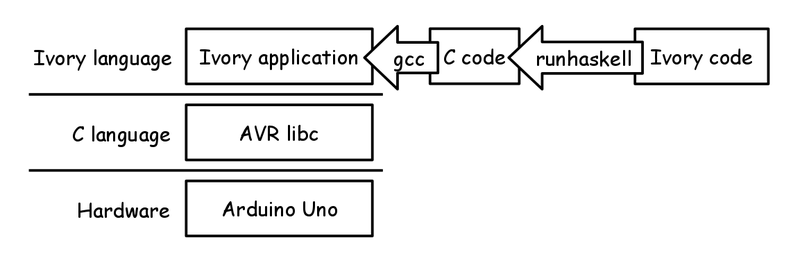 Ivory language Ivory application gcc C code runhaskell Ivory code
C language AVR libc
Hardware Arduino Uno